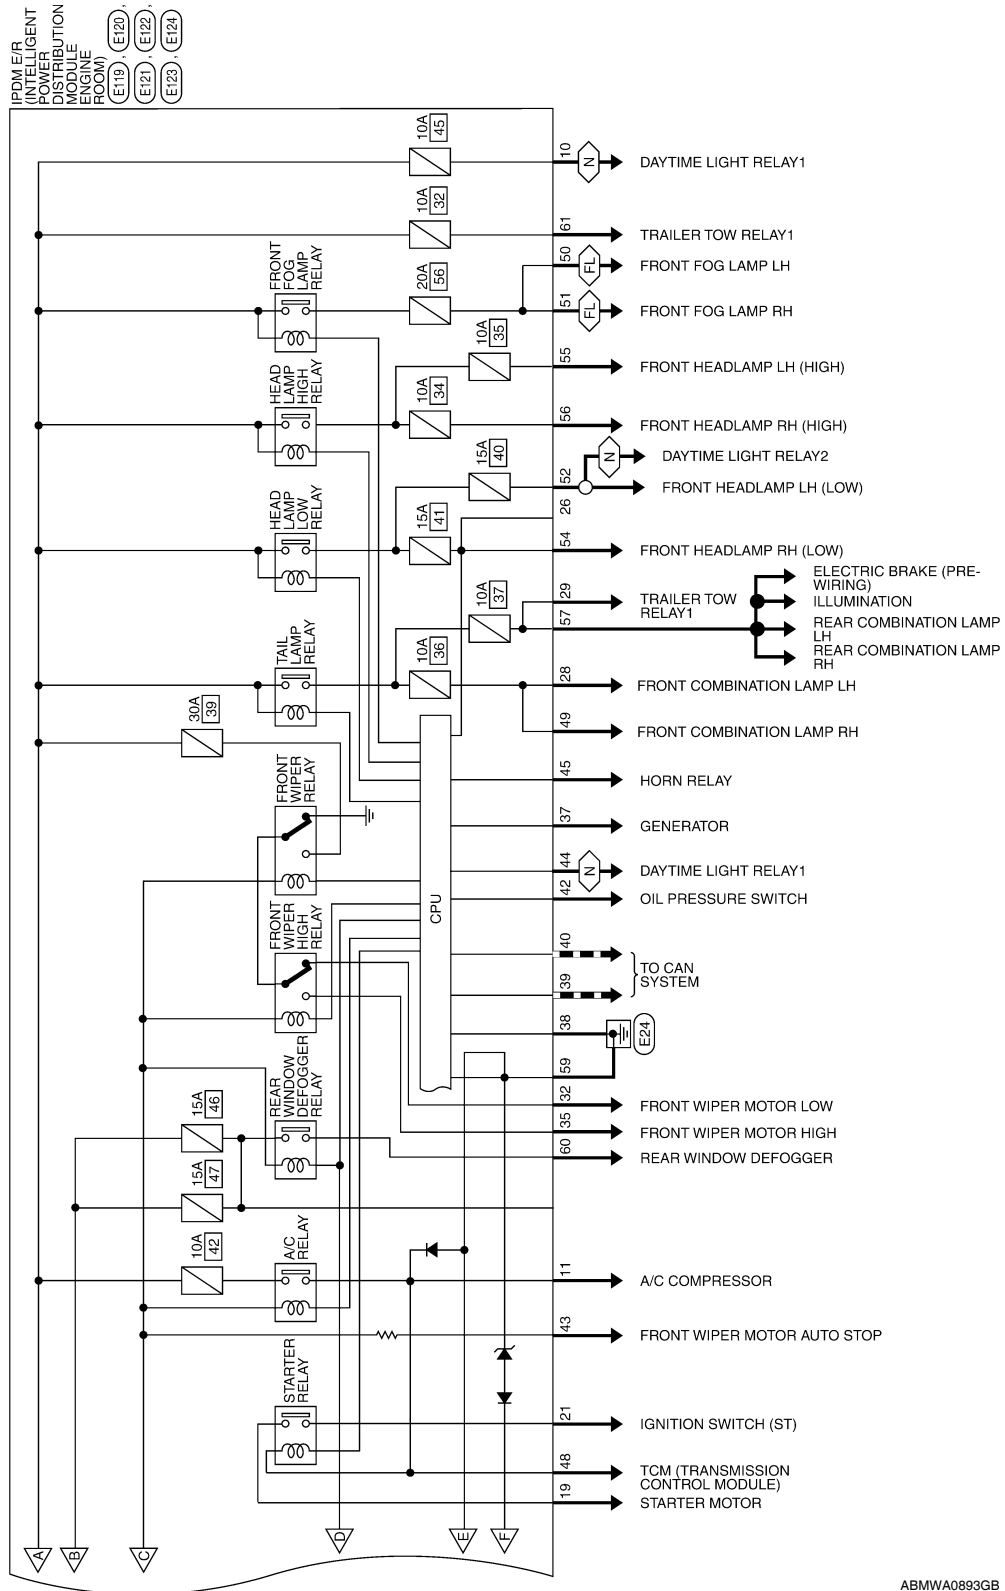 IPDM E/R
(INTELLIGENT
POWER
DISTRIBUTION
MODULE
ENGINE
ROOM)
E119 , E120 ,
E121 , E122 ,
E123 , E124
10A
45
10
N
DAYTIME LIGHT RELAY1
10A
32
61
TRAILER TOW RELAY1
FRONT
FOG
LAMP
RELAY
20A
56
50
FL
FRONT FOG LAMP LH
51
FL
FRONT FOG LAMP RH
10A
35
55
FRONT HEADLAMP LH (HIGH)
HEAD
LAMP
HIGH
RELAY
10A
34
56
FRONT HEADLAMP RH (HIGH)
N
DAYTIME LIGHT RELAY2
15A
40
52
FRONT HEADLAMP LH (LOW)
26
HEAD
LAMP
LOW
RELAY
15A
41
54
FRONT HEADLAMP RH (LOW)
ELECTRIC BRAKE (PRE-
WIRING)
10A
37
29
TRAILER TOW
RELAY1
ILLUMINATION
57
REAR COMBINATION LAMP
LH
REAR COMBINATION LAMP
RH
TAIL
LAMP
RELAY
10A
36
28
FRONT COMBINATION LAMP LH
49
FRONT COMBINATION LAMP RH
30A
39
45
HORN RELAY
FRONT
WIPER
RELAY
37
GENERATOR
44
N
DAYTIME LIGHT RELAY1
CPU
42
OIL PRESSURE SWITCH
FRONT
WIPER
HIGH
RELAY
40
39
TO CAN
SYSTEM
38
E24
59
32
FRONT WIPER MOTOR LOW
35
FRONT WIPER MOTOR HIGH
REAR
WINDOW
DEFOGGER
RELAY
15A
46
60
REAR WINDOW DEFOGGER
15A
47
A/C
RELAY
10A
42
11
A/C COMPRESSOR
43
FRONT WIPER MOTOR AUTO STOP
STARTER
RELAY
21
IGNITION SWITCH (ST)
48
TCM (TRANSMISSION
CONTROL MODULE)
19
STARTER MOTOR
A
B
C
D
E
F
ABMWA0893GB